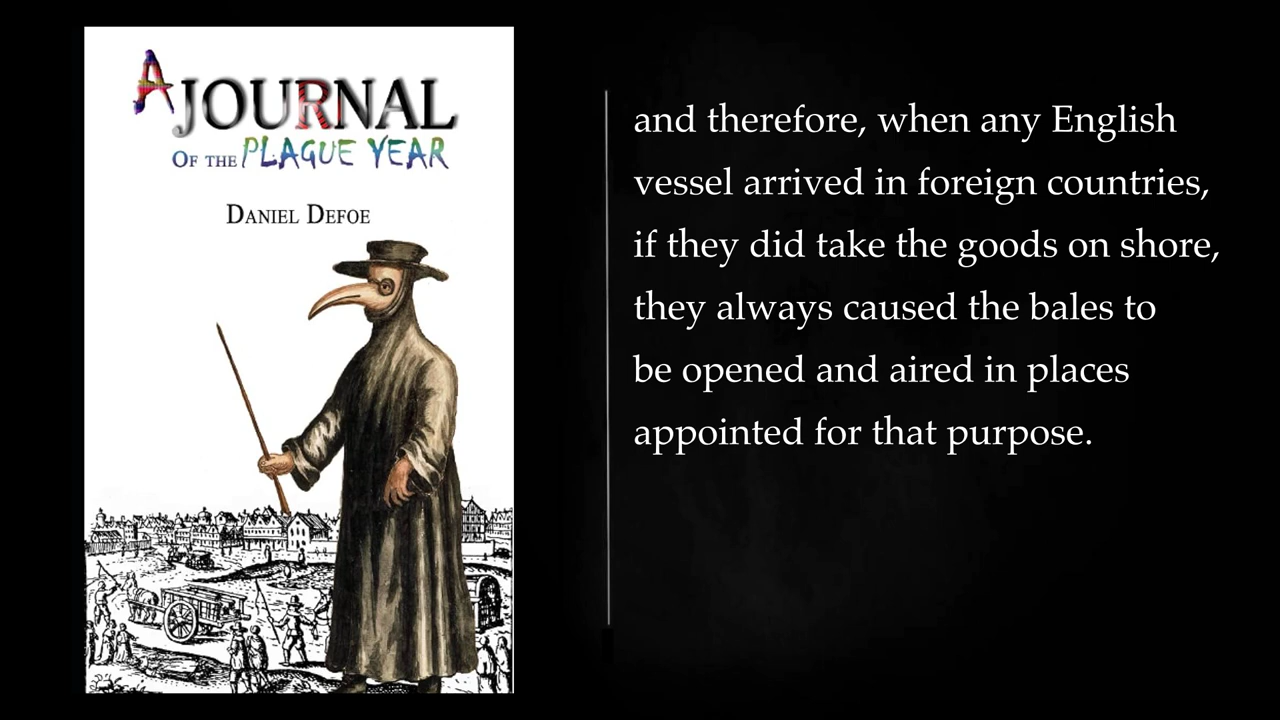 A JOURNAL
OF THE PLAGUE YEAR
DANIEL DEFOE
and therefore, when any English
vessel arrived in foreign countries,
if they did take the goods on shore,
they always caused the bales to
be opened and aired in places
appointed for that purpose.